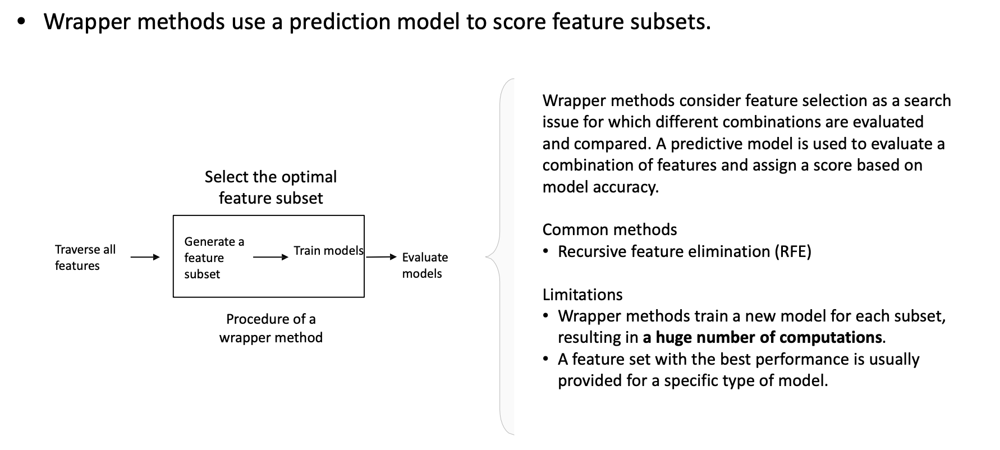 • Wrapper methods use a prediction model to score feature subsets.
Select the optimal
feature subset
Traverse all
features
Generate a
feature
subset
Train models
Evaluate
models
Procedure of a
wrapper method
Wrapper methods consider feature selection as a search
issue for which different combinations are evaluated
and compared. A predictive model is used to evaluate a
combination of features and assign a score based on
model accuracy.
Common methods
• Recursive feature elimination (RFE)
Limitations
• Wrapper methods train a new model for each subset,
resulting in a huge number of computations.
• A feature set with the best performance is usually
provided for a specific type of model.